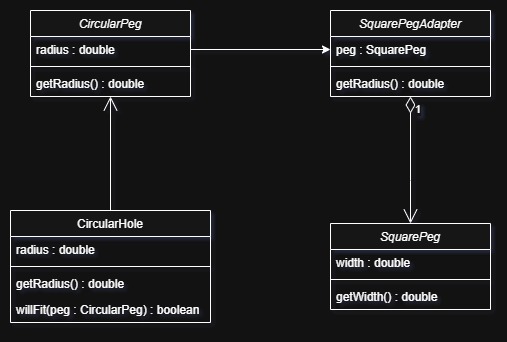 CircularPeg
radius : double
getRadius() : double
SquarePegAdapter
peg : SquarePeg
getRadius() : double
1
CircularHole
radius : double
getRadius() : double
willFit(peg : CircularPeg) : boolean
SquarePeg
width : double
getWidth() : double